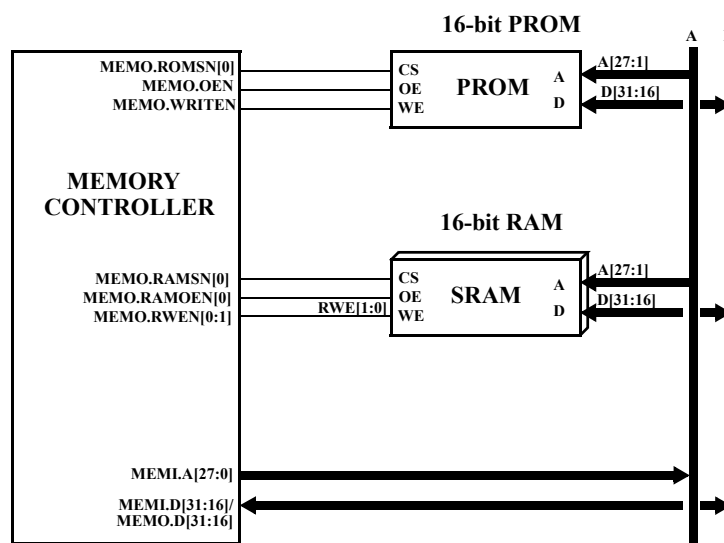 16-bit PROM
A
MEMO.ROMSN[0]
MEMO.OEN
MEMO.WRITEN
CS
OE
WE
PROM
A
D
A[27:1]
D[31:16]
MEMORY
CONTROLLER
16-bit RAM
MEMO.RAMSN[0]
MEMO.RAMOEN[0]
MEMO.RWEN[0:1]
RWE[1:0]
CS
OE
WE
SRAM
A
D
A[27:1]
D[31:16]
MEMI.A[27:0]
MEMI.D[31:16]/
MEMO.D[31:16]